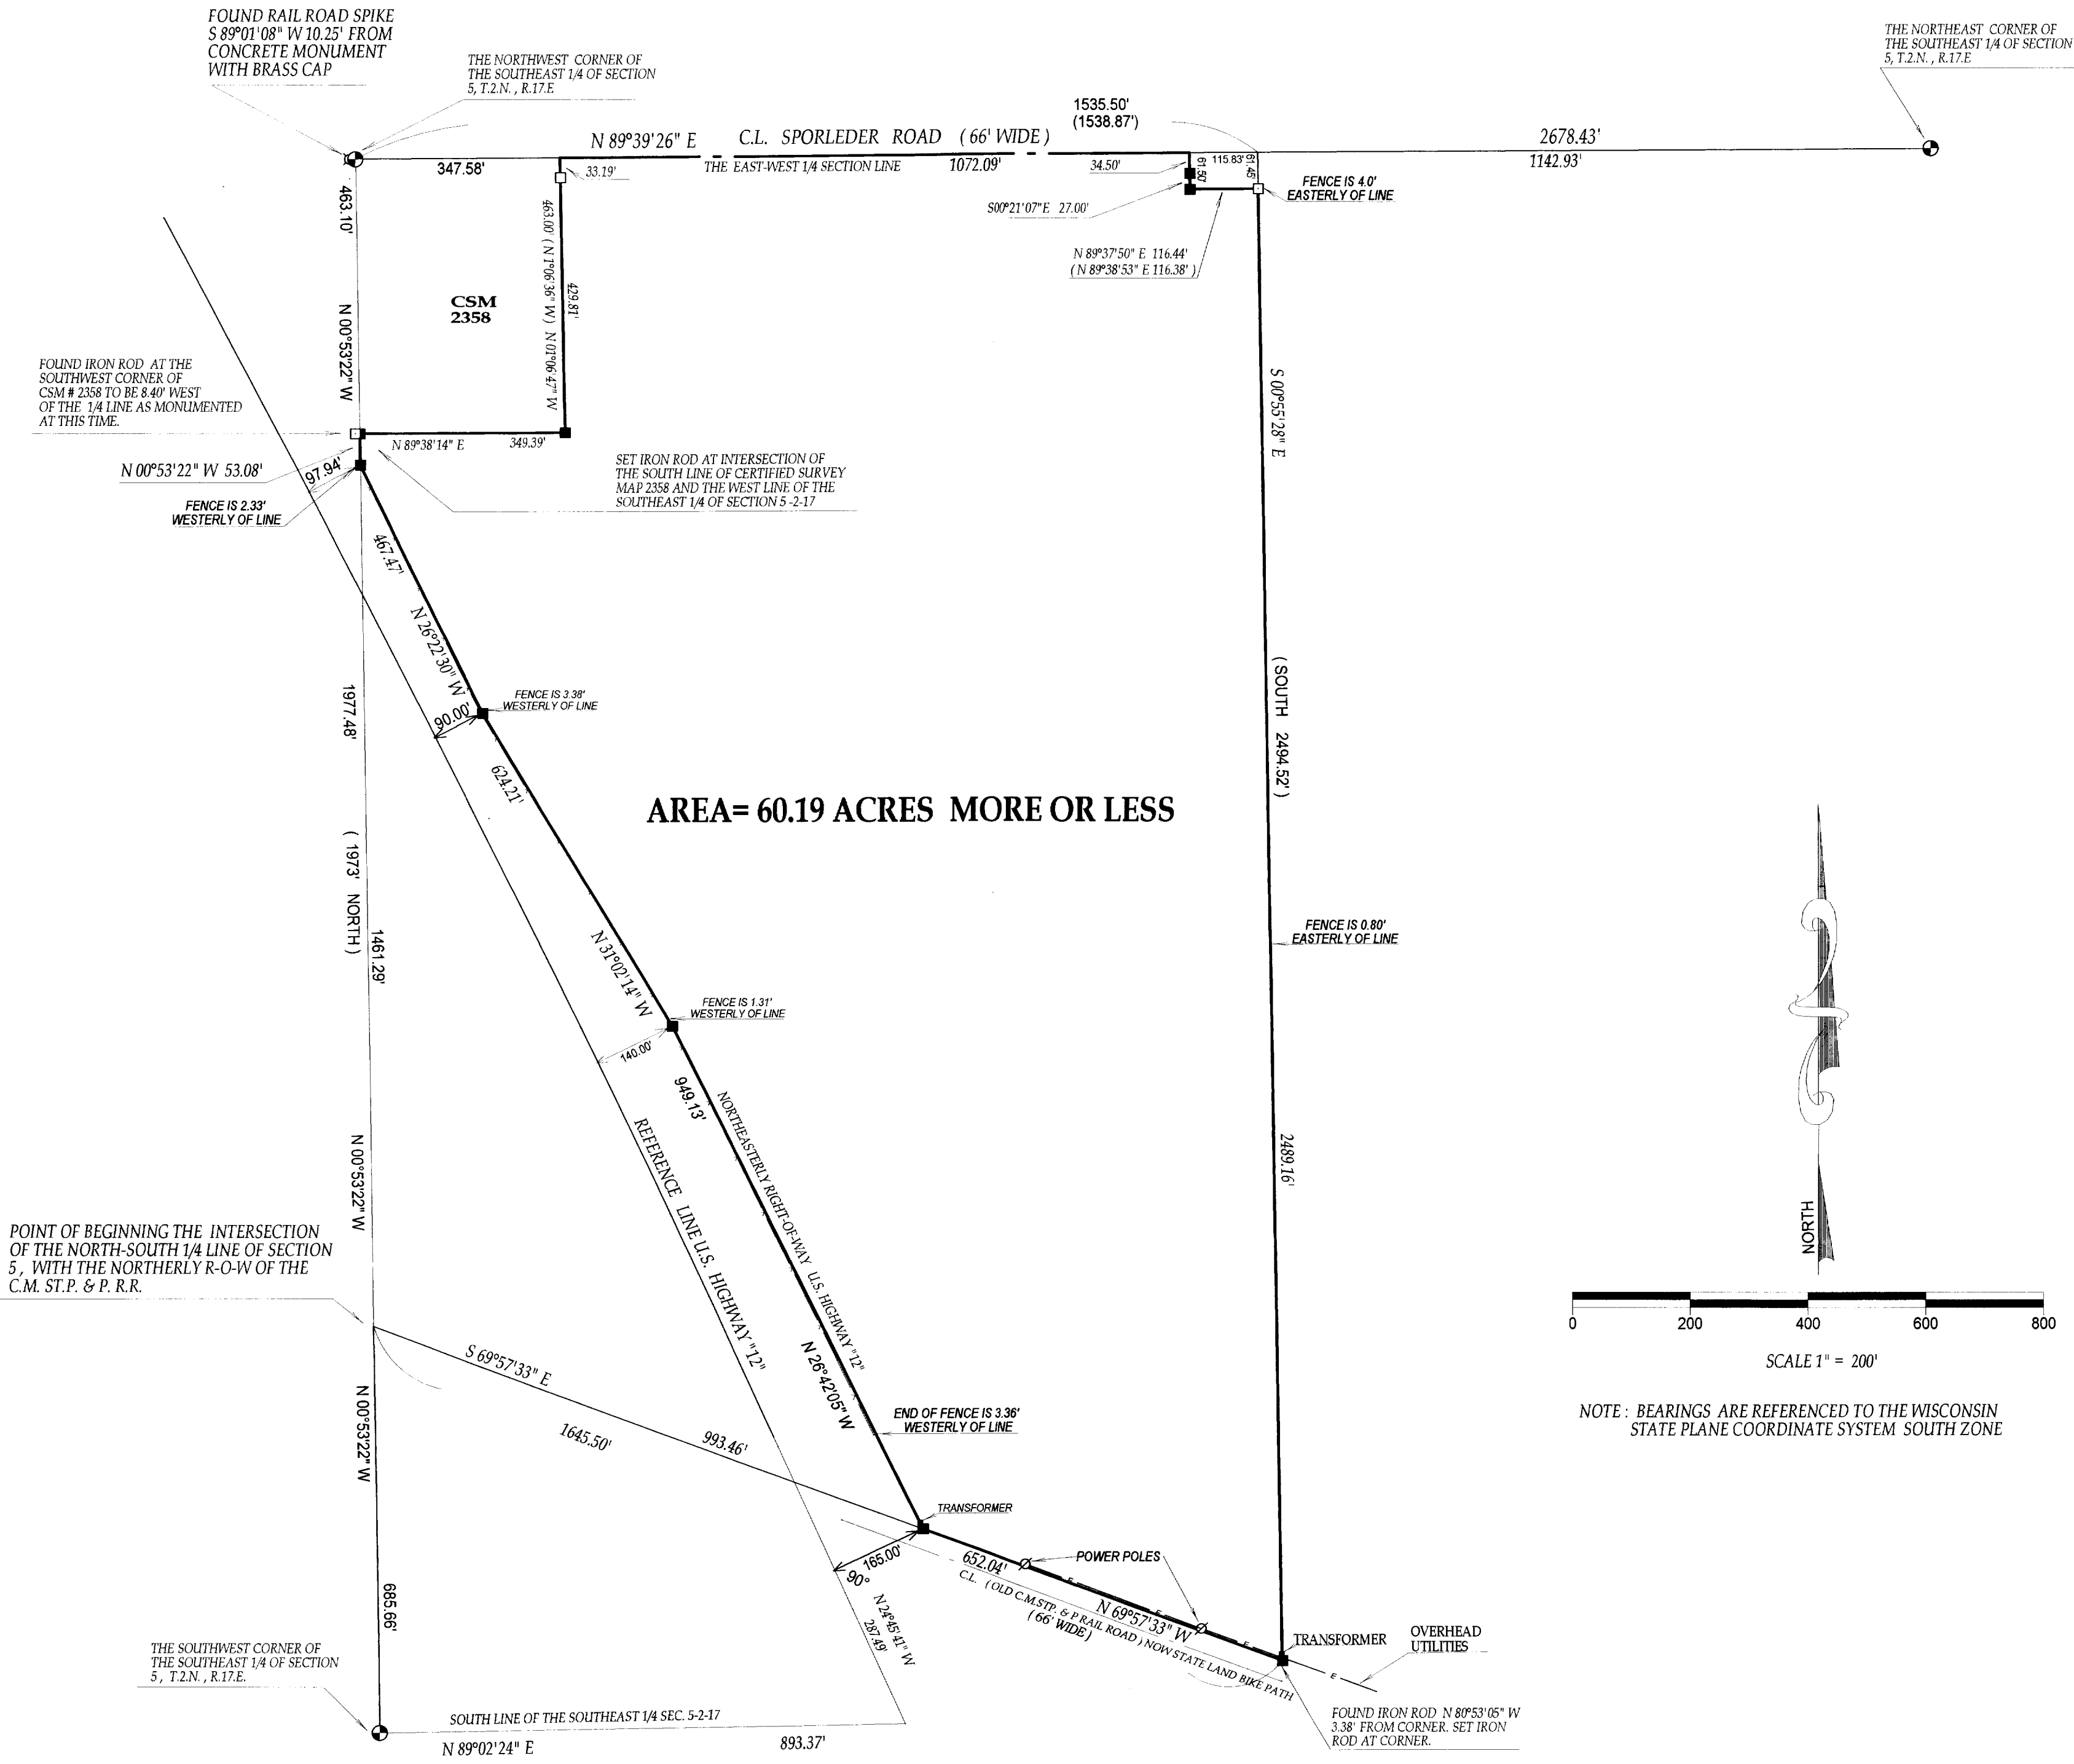 FOUND RAIL ROAD SPIKE
S 89°01'08" W 10.25' FROM
CONCRETE MONUMENT
WITH BRASS CAP
THE NORTHWEST CORNER OF
THE SOUTHEAST 1/4 OF SECTION
5, T.2.N. , R.17.E
THE NORTHEAST CORNER OF
THE SOUTHEAST 1/4 OF SECTION
5, T.2.N. , R.17.E
1535.50'
(1538.87')
N 89°39'26" E
C.L. SPORLEDER ROAD ( 66' WIDE )
2678.43'
347.58'
33.19'
THE EAST-WEST 1/4 SECTION LINE
1072.09'
34.50'
61.50'
115.83'
61.45'
1142.93'
FENCE IS 4.0'
EASTERLY OF LINE
S00°21'07"E 27.00'
N 89°37'50" E 116.44'
( N 89°38'53" E 116.38' )
463.10'
N 00°53'22" W
CSM
2358
463.00' ( N 1°06'36" W ) N 01°06'47" W
429.81'
S 00°55'28" E
FOUND IRON ROD AT THE
SOUTHWEST CORNER OF
CSM # 2358 TO BE 8.40' WEST
OF THE 1/4 LINE AS MONUMENTED
AT THIS TIME.
N 89°38'14" E
349.39'
N 00°53'22" W 53.08'
97.94'
FENCE IS 2.33'
WESTERLY OF LINE
SET IRON ROD AT INTERSECTION OF
THE SOUTH LINE OF CERTIFIED SURVEY
MAP 2358 AND THE WEST LINE OF THE
SOUTHEAST 1/4 OF SECTION 5 -2-17
467.47'
N 26°22'30" W
FENCE IS 3.38'
WESTERLY OF LINE
90.00'
1977.48'
( 1973' NORTH )
624.21'
AREA= 60.19 ACRES MORE OR LESS
( SOUTH 2494.52' )
1461.29'
N 31°02'14" W
FENCE IS 0.80'
EASTERLY OF LINE
FENCE IS 1.31'
WESTERLY OF LINE
140.00'
949.13'
NORTHEASTERLY RIGHT-OF-WAY U.S. HIGHWAY "12"
REFERENCE LINE U.S. HIGHWAY "12"
N 00°53'22" W
2489.16'
NORTH
POINT OF BEGINNING THE INTERSECTION
OF THE NORTH-SOUTH 1/4 LINE OF SECTION
5 , WITH THE NORTHERLY R-O-W OF THE
C.M. ST.P. & P. R.R.
0 200 400 600 800
SCALE 1" = 200'
NOTE : BEARINGS ARE REFERENCED TO THE WISCONSIN
STATE PLANE COORDINATE SYSTEM SOUTH ZONE
S 69°57'33" E
N 26°42'05" W
N 00°53'22" W
1645.50'
993.46'
END OF FENCE IS 3.36'
WESTERLY OF LINE
TRANSFORMER
165.00'
90°
652.04'
POWER POLES
E
E
E
E
C.L. ( OLD C.M.STP. & P RAIL ROAD ) NOW STATE LAND BIKE PATH
( 66' WIDE )
N 69°57'33" W
N 24°45'41" W
287.49'
TRANSFORMER
OVERHEAD
UTILITIES
685.66'
THE SOUTHWEST CORNER OF
THE SOUTHEAST 1/4 OF SECTION
5 , T.2.N. , R.17.E.
SOUTH LINE OF THE SOUTHEAST 1/4 SEC. 5-2-17
N 89°02'24" E
893.37'
FOUND IRON ROD N 80°53'05" W
3.38' FROM CORNER. SET IRON
ROD AT CORNER.